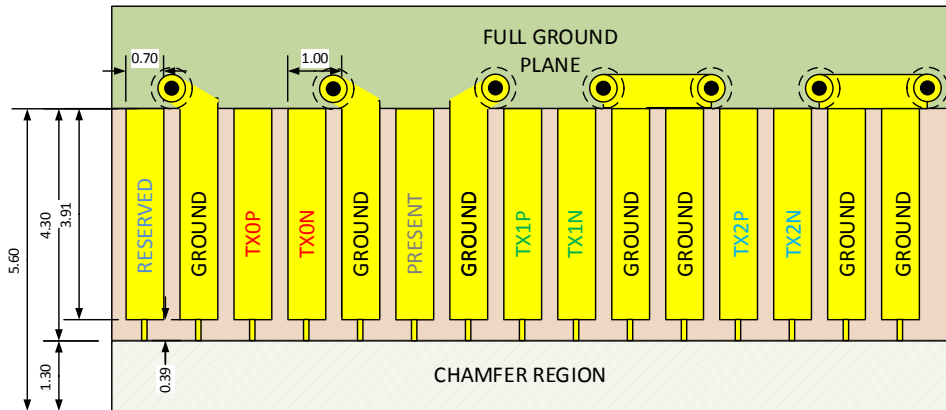 FULL GROUND
PLANE
0.70
1.00
RESERVED
GROUND
TX0P
TX0N
GROUND
PRESENT
GROUND
TX1P
TX1N
GROUND
GROUND
TX2P
TX2N
GROUND
GROUND
5.60
4.30
3.91
1.30
0.39
CHAMFER REGION